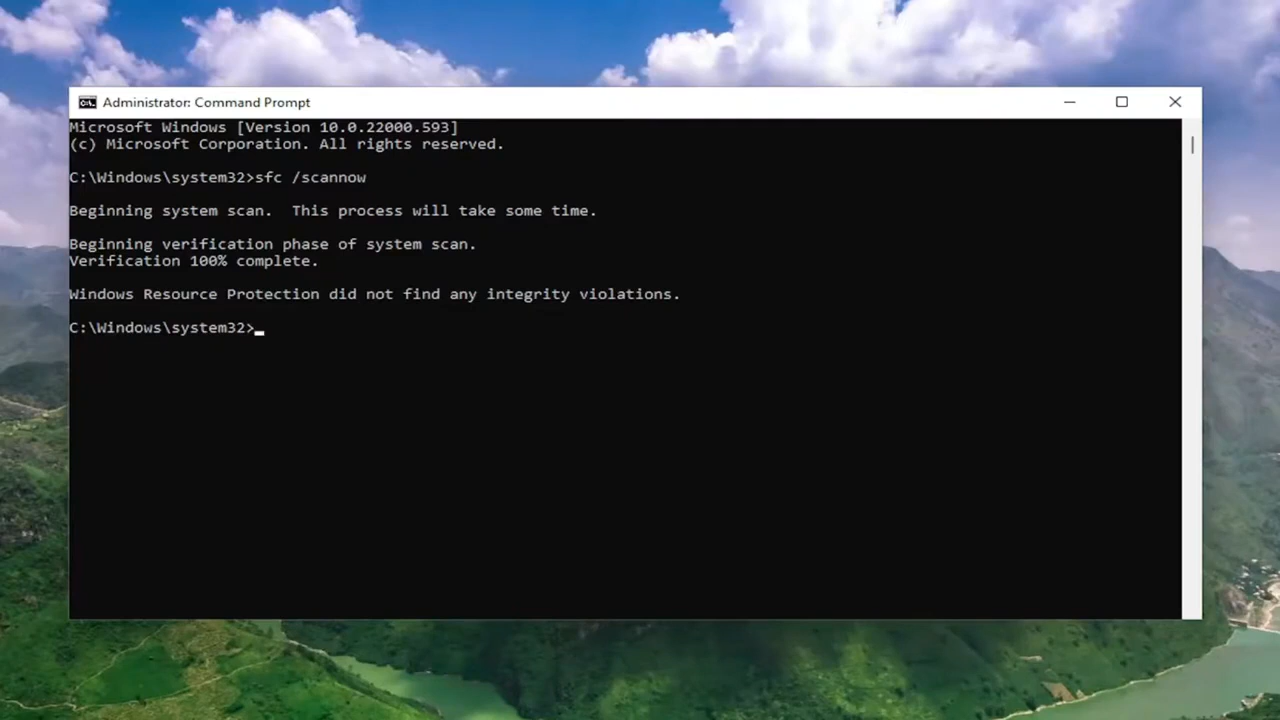 Administrator: Command Prompt
Microsoft Windows [Version 10.0.22000.593]
(c) Microsoft Corporation. All rights reserved.
C:\Windows\system32>sfc /scannow
Beginning system scan.  This process will take some time.
Beginning verification phase of system scan.
Verification 100% complete.
Windows Resource Protection did not find any integrity violations.
C:\Windows\system32>